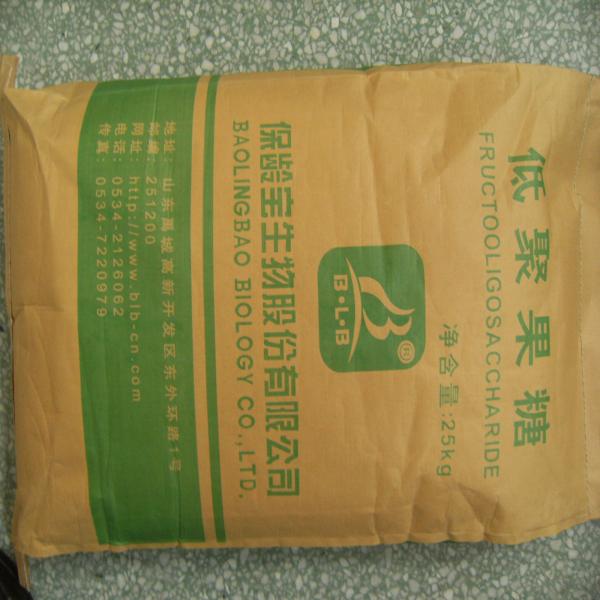 低聚果糖
FRUCTOOLIGOSACCHARIDE
净含量:25kg
B·L·B
®
保龄宝生物股份有限公司
BAOLINGBAO BIOLOGY CO.,LTD.
地址:山东禹城高新开发区东外环路1号
邮编:251200
网址:http://www.blb-cn.com
电话:0534-2126062
传真:0534-7220979